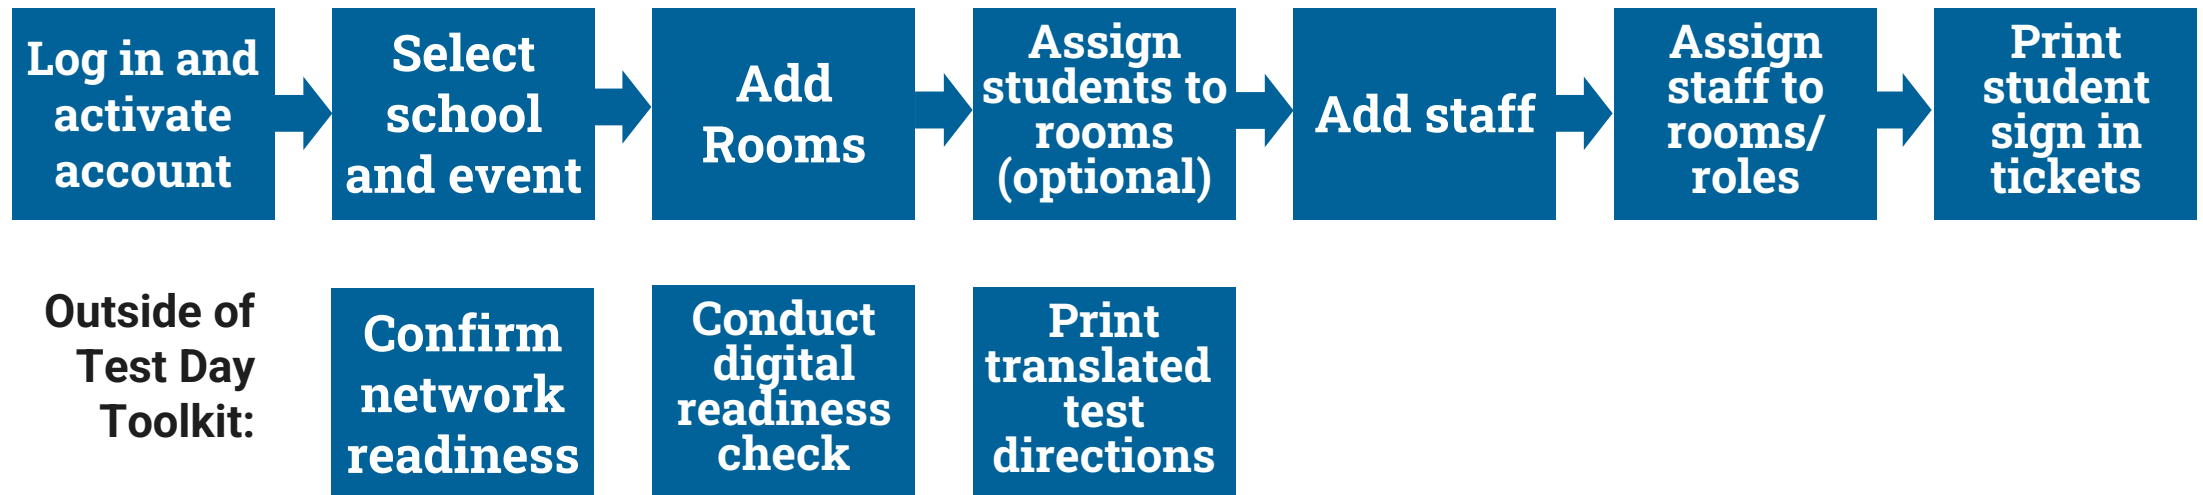 Log in and
activate
account
Select
school
and event
Add
Rooms
Assign
students to
rooms
(optional)
Add staff
Assign
staff to
rooms/
roles
Print
student
sign in
tickets
Outside of
Test Day
Toolkit:
Confirm
network
readiness
Conduct
digital
readiness
check
Print
translated
test
directions